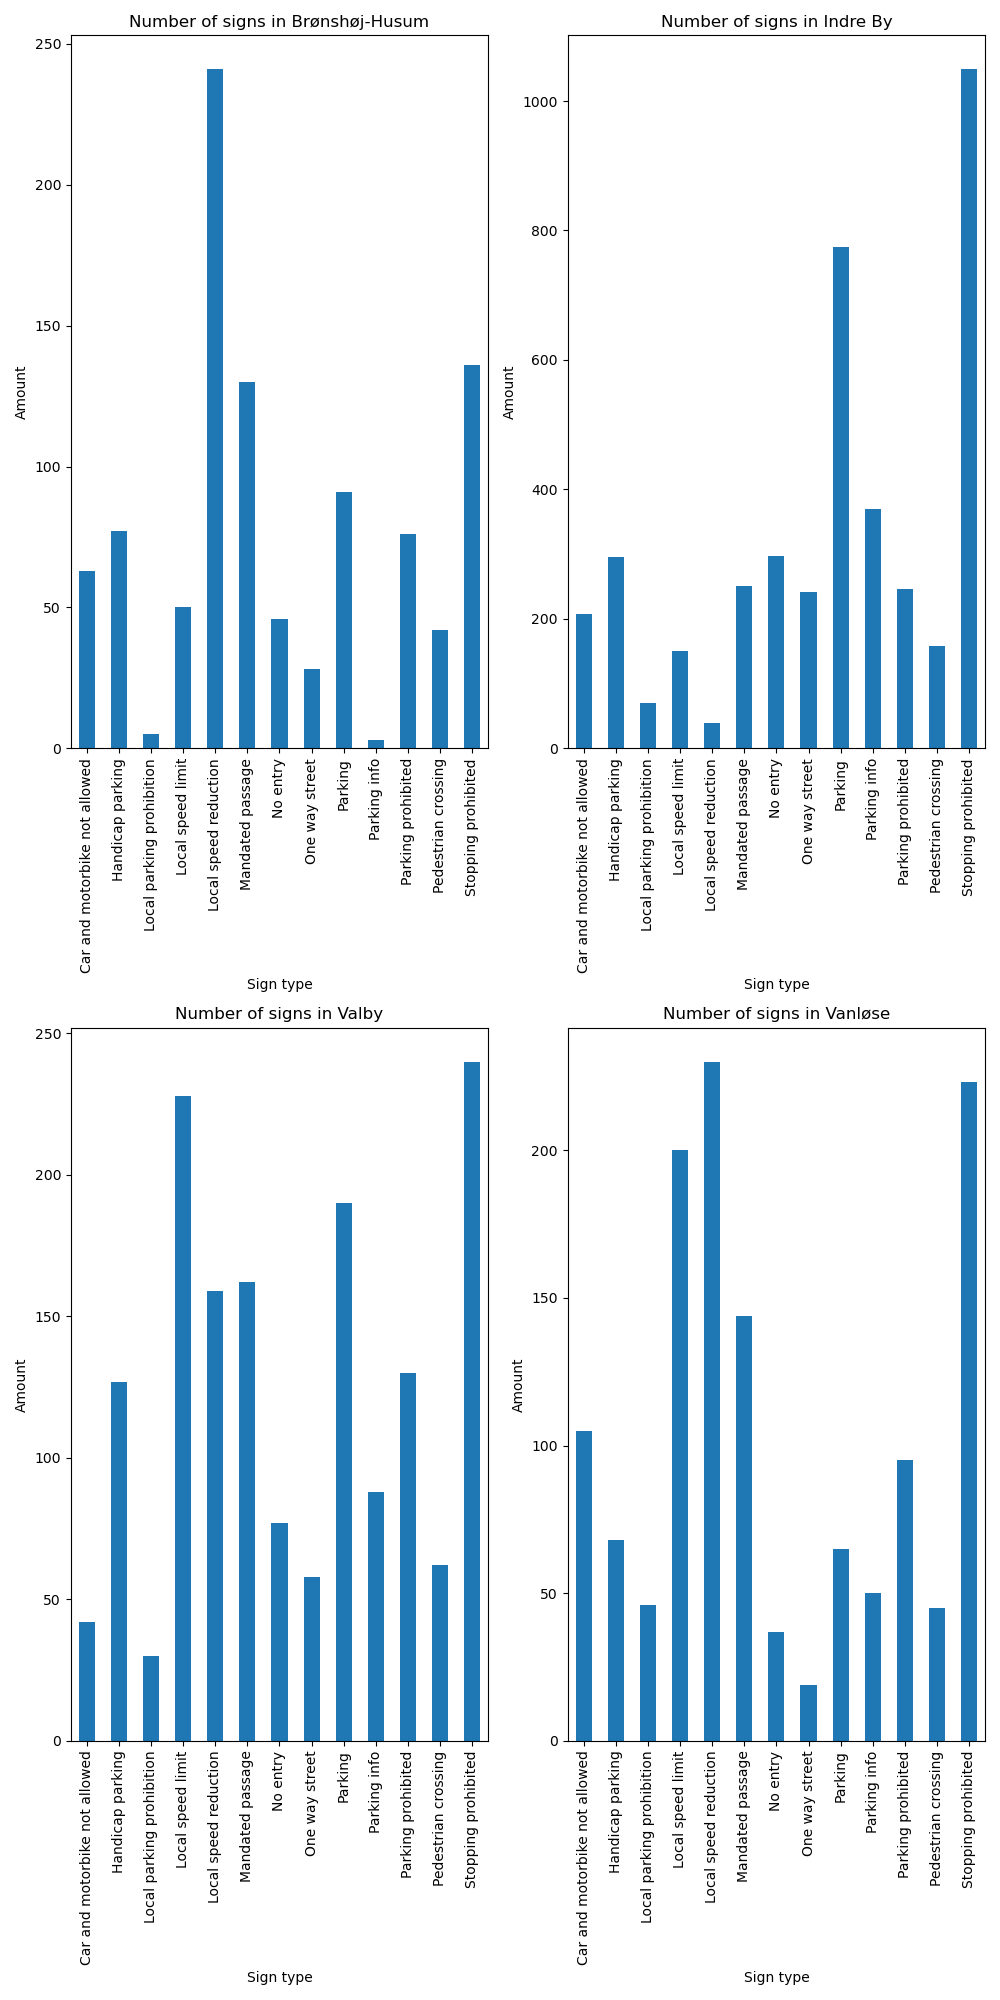 Number of signs in Brønshøj-Husum
250
200
150
100
50
0
Amount
Car and motorbike not allowed
Handicap parking
Local parking prohibition
Local speed limit
Local speed reduction
Mandated passage
No entry
One way street
Parking
Parking info
Parking prohibited
Pedestrian crossing
Stopping prohibited
Sign type
Number of signs in Indre By
1000
800
600
400
200
0
Amount
Car and motorbike not allowed
Handicap parking
Local parking prohibition
Local speed limit
Local speed reduction
Mandated passage
No entry
One way street
Parking
Parking info
Parking prohibited
Pedestrian crossing
Stopping prohibited
Sign type
Number of signs in Valby
250
200
150
100
50
0
Amount
Car and motorbike not allowed
Handicap parking
Local parking prohibition
Local speed limit
Local speed reduction
Mandated passage
No entry
One way street
Parking
Parking info
Parking prohibited
Pedestrian crossing
Stopping prohibited
Sign type
Number of signs in Vanløse
200
150
100
50
0
Amount
Car and motorbike not allowed
Handicap parking
Local parking prohibition
Local speed limit
Local speed reduction
Mandated passage
No entry
One way street
Parking
Parking info
Parking prohibited
Pedestrian crossing
Stopping prohibited
Sign type